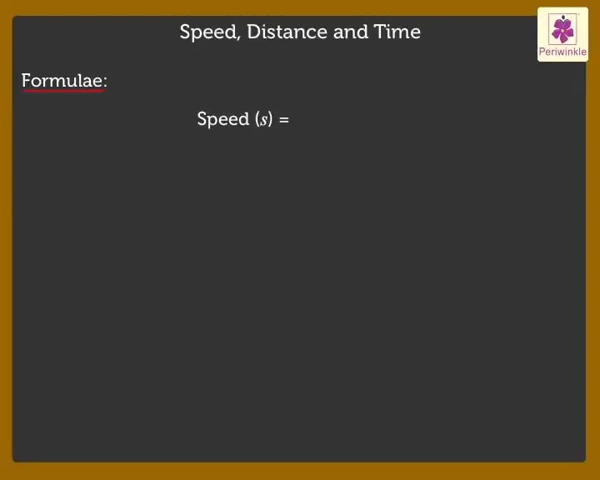 Speed, Distance and Time
Periwinkle
Formulae:
Speed (s) =